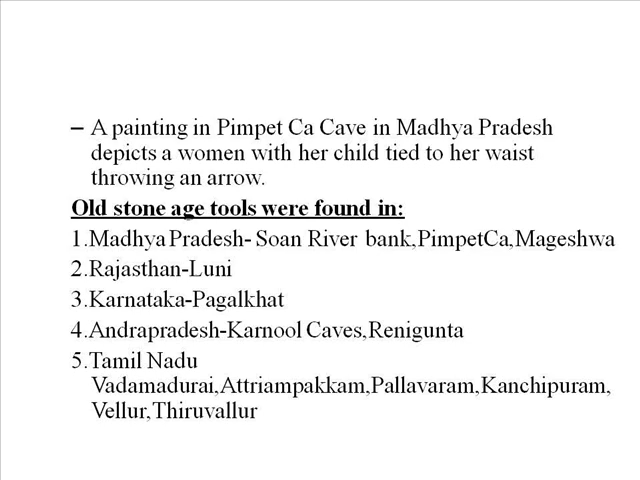 – A painting in Pimpet Ca Cave in Madhya Pradesh
depicts a women with her child tied to her waist
throwing an arrow.
Old stone age tools were found in:
1.Madhya Pradesh- Soan River bank,PimpetCa,Mageshwa
2.Rajasthan-Luni
3.Karnataka-Pagalkhat
4.Andrapradesh-Karnool Caves,Renigunta
5.Tamil Nadu
Vadamadurai,Attriampakkam,Pallavaram,Kanchipuram,
Vellur,Thiruvallur